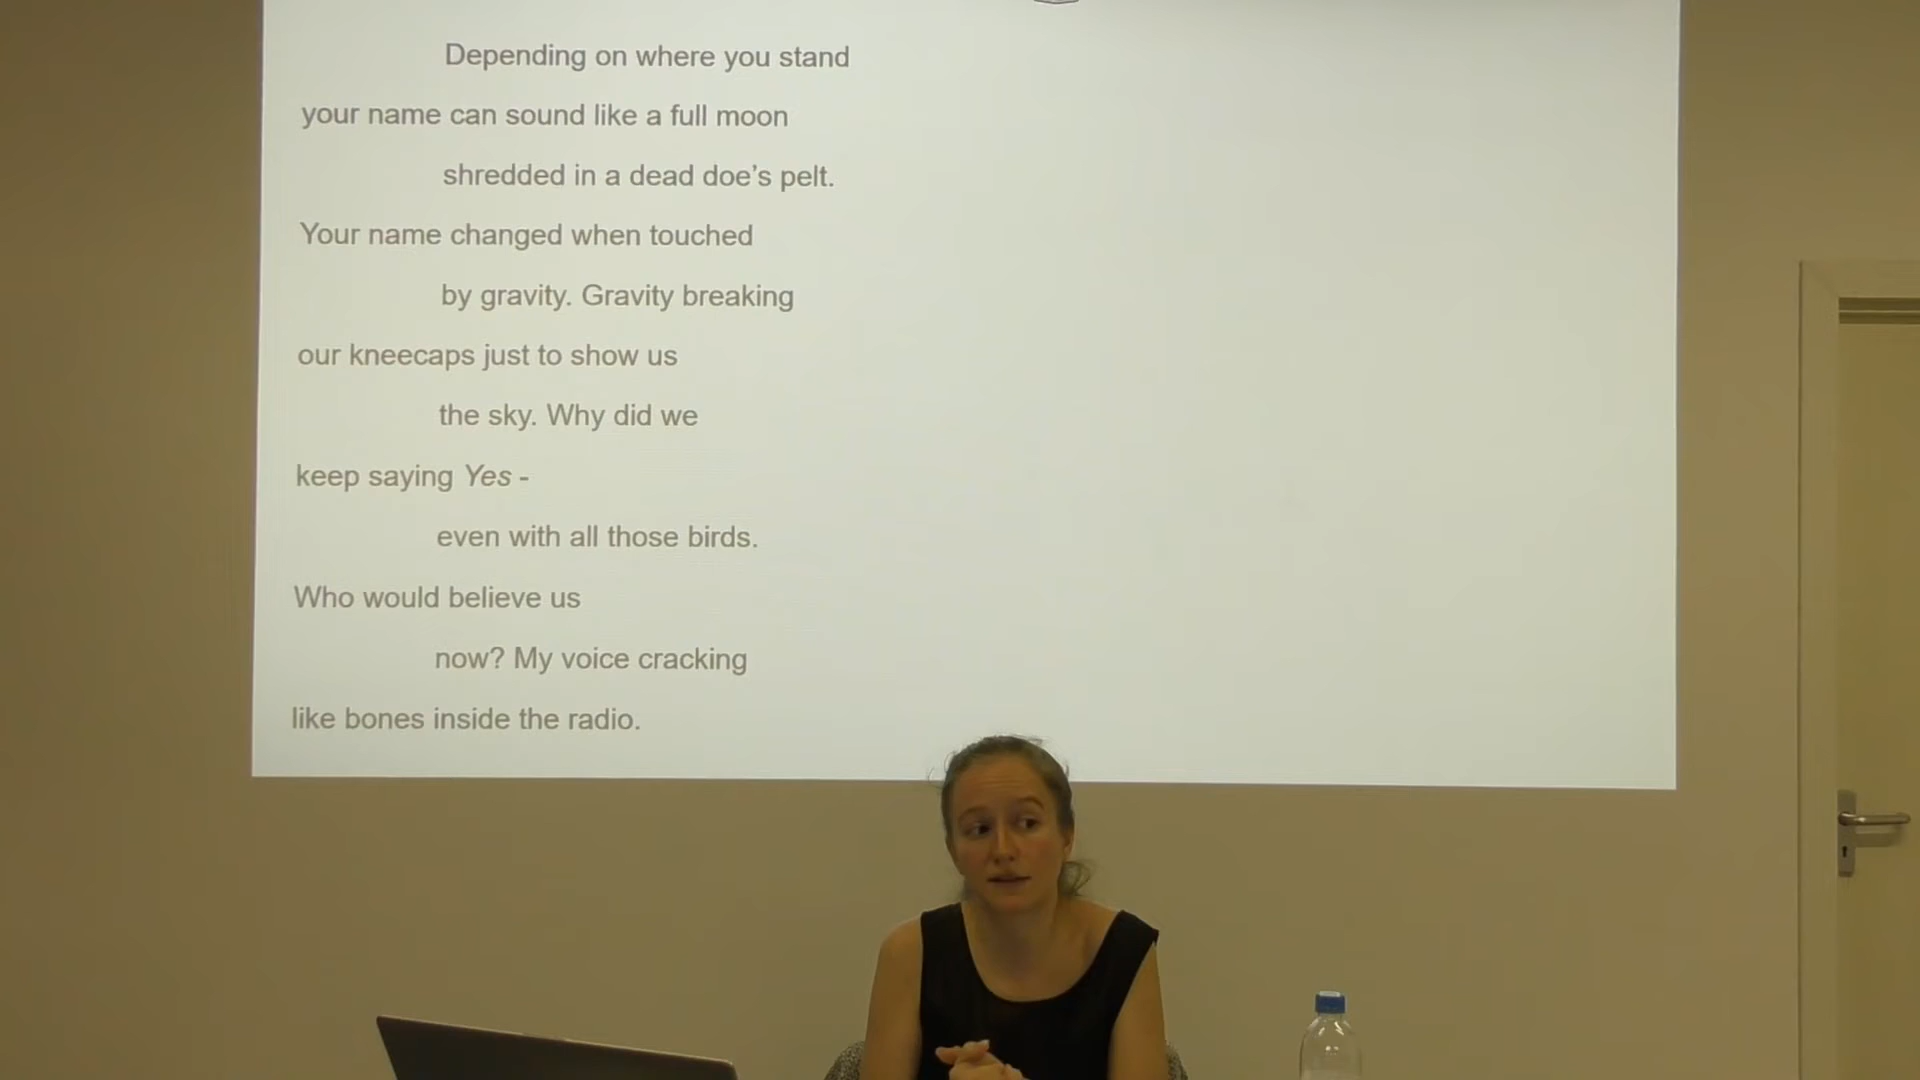 Depending on where you stand
your name can sound like a full moon
shredded in a dead doe’s pelt.
Your name changed when touched
by gravity. Gravity breaking
our kneecaps just to show us
the sky. Why did we
keep saying Yes -
even with all those birds.
Who would believe us
now? My voice cracking
like bones inside the radio.